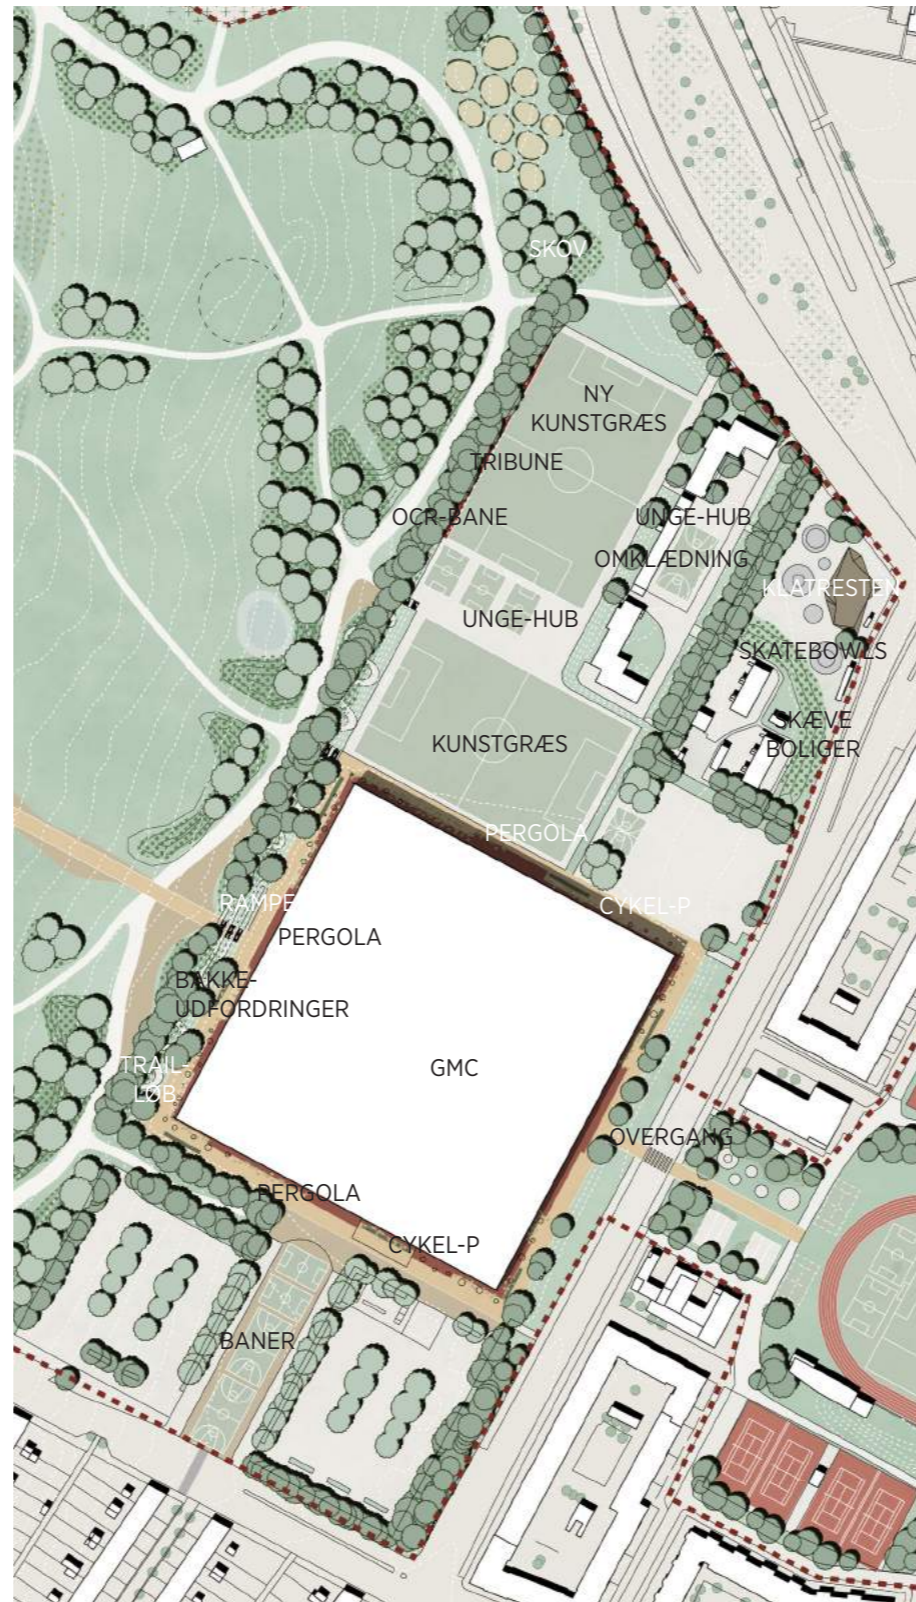 SKOV
NY
KUNSTGRÆS
TRIBUNE
OCR-BANE
UNGE-HUB
OMKLÆDNING
KLATRESTEN
UNGE-HUB
SKATEBOWLS
SKÆVE
BOLIGER
KUNSTGRÆS
PERGOLA
RAMPE
CYKEL-P
PERGOLA
BAKKE-
UDFORDRINGER
GMC
TRAIL-
LØB
OVERGANG
PERGOLA
CYKEL-P
BANER